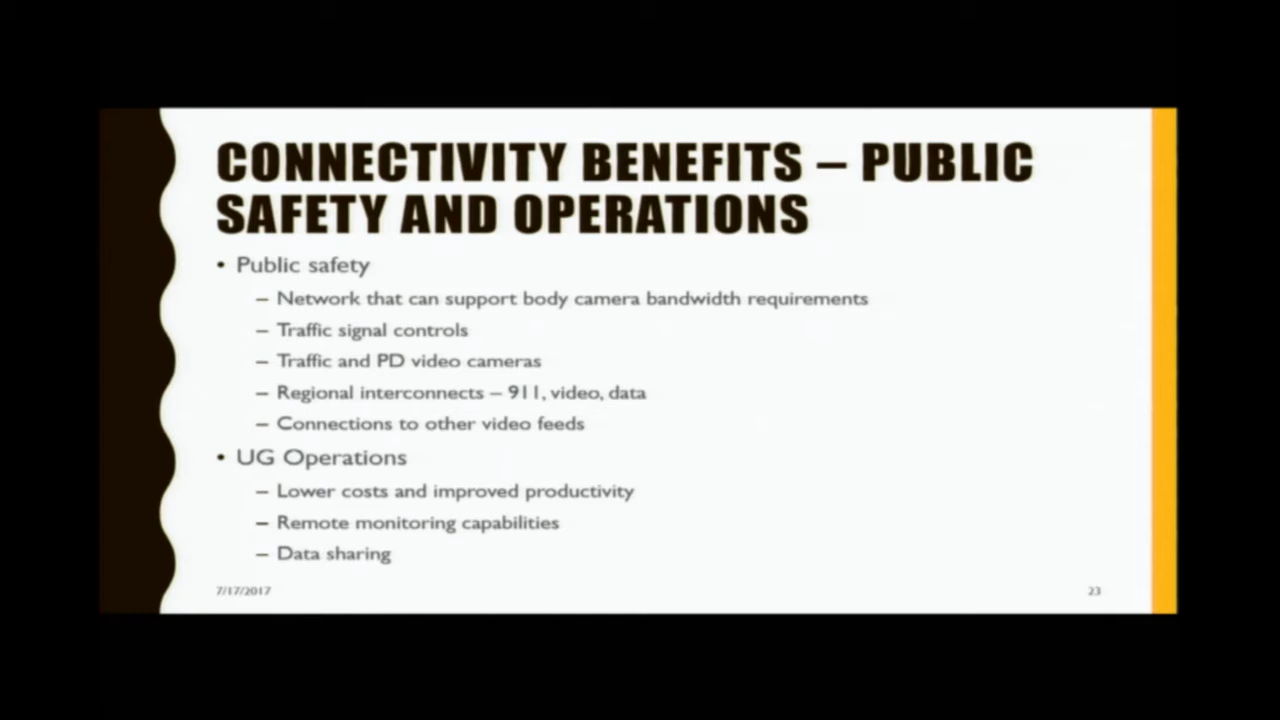 CONNECTIVITY BENEFITS – PUBLIC
SAFETY AND OPERATIONS
• Public safety
– Network that can support body camera bandwidth requirements
– Traffic signal controls
– Traffic and PD video cameras
– Regional interconnects – 911, video, data
– Connections to other video feeds
• UG Operations
– Lower costs and improved productivity
– Remote monitoring capabilities
– Data sharing
7/17/2017
23